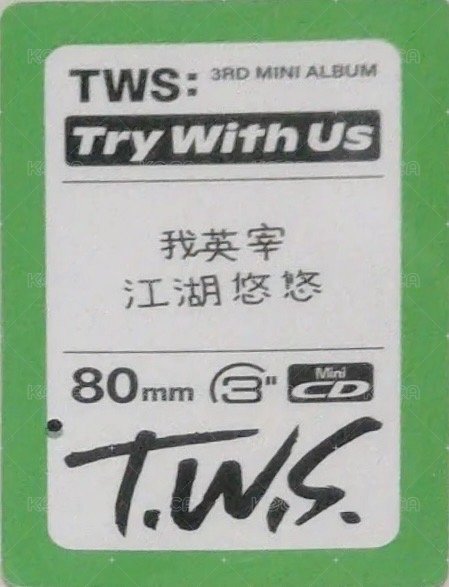 TWS: 3RD MINI ALBUM
Try With Us
我英宰
江湖悠悠
80mm 3" Mini CD
T.W.S.